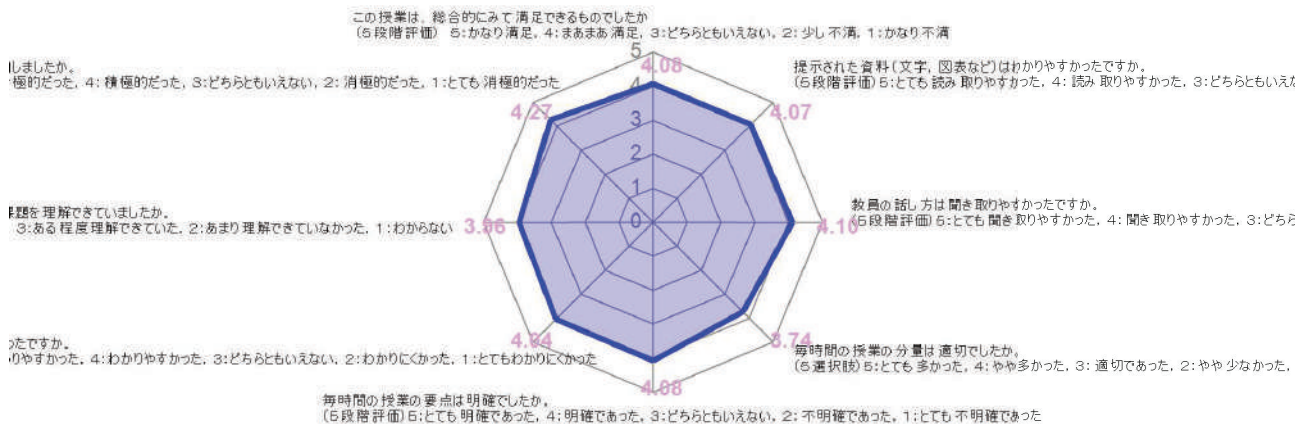 この授業は、総合的にみて満足できるものでしたか
(5段階評価) 5:かなり満足, 4:まあまあ満足, 3:どちらともいえない, 2:少し不満, 1:かなり不満
5
4.08
しましたか。
極的だった, 4:積極的だった, 3:どちらともいえない, 2:消極的だった, 1:とても消極的だった
提示された資料(文字, 図表など)はわかりやすかったですか。
(5段階評価)5:とても読み取りやすかった, 4:読み取りやすかった, 3:どちらともいえな
4
4.27
4.07
3
2
1
0
題を理解できていましたか。
3:ある程度理解できていた, 2:あまり理解できていなかった, 1:わからない
教員の話し方は聞き取りやすかったですか。
(5段階評価)5:とても聞き取りやすかった, 4:聞き取りやすかった, 3:どちら
4.10
ったですか。
りやすかった, 4:わかりやすかった, 3:どちらともいえない, 2:わかりにくかった, 1:とてもわかりにくかった
3.74
毎時間の授業の分量は適切でしたか。
(5選択肢)5:とても多かった, 4:やや多かった, 3:適切であった, 2:やや少なかった,
4.08
毎時間の授業の要点は明確でしたか。
(5段階評価)5:とても明確であった, 4:明確であった, 3:どちらともいえない, 2:不明確であった, 1:とても不明確であった